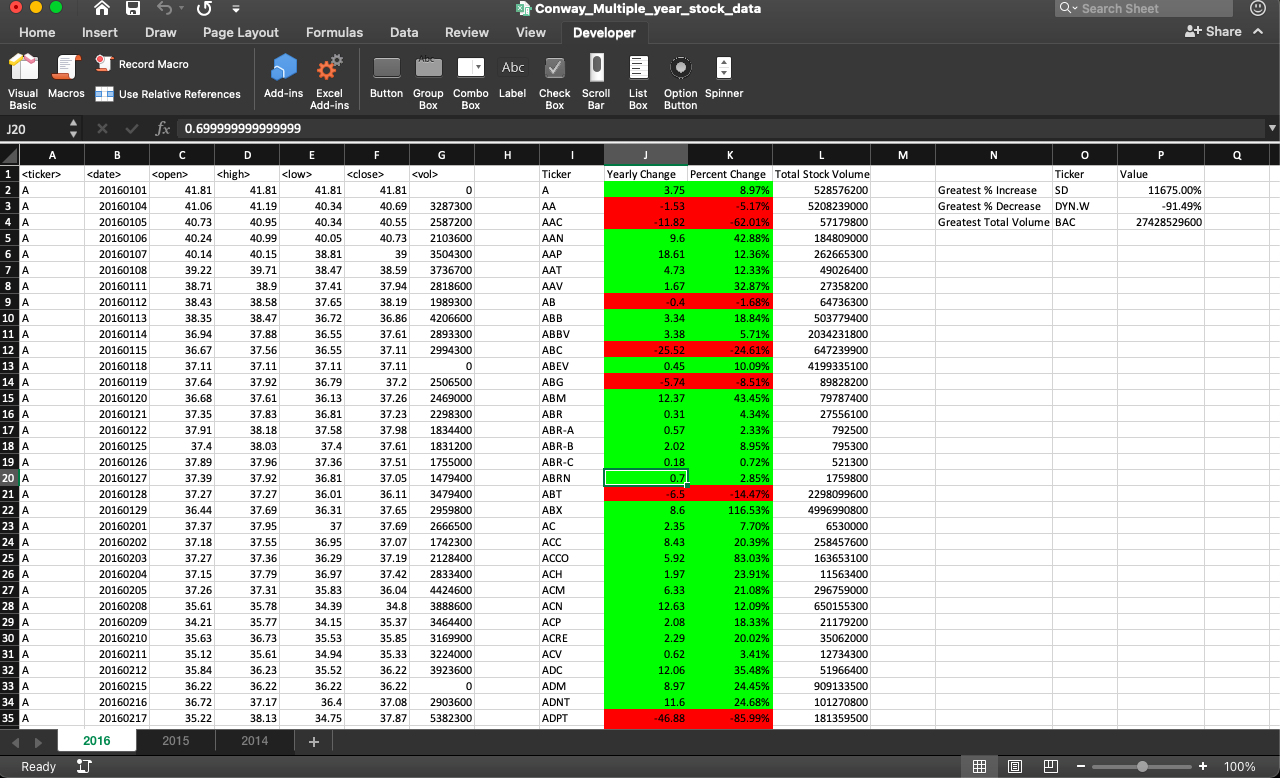 Conway_Multiple_year_stock_data
Search Sheet
Home Insert Draw Page Layout Formulas Data Review View Developer Share
Visual Basic Macros Record Macro Use Relative References Add-ins Excel Add-ins Button Group Box Combo Box Abc Label Check Box Scroll Bar List Box Option Button Spinner
J20 fx 0.699999999999999
A B C D E F G H I J K L M N O P Q
1 <ticker> <date> <open> <high> <low> <close> <vol> Ticker Yearly Change Percent Change Total Stock Volume Ticker Value
2 A 20160101 41.81 41.81 41.81 41.81 0 A 3.75 8.97% 528576200 Greatest % Increase SD 11675.00%
3 A 20160104 41.06 41.19 40.34 40.69 3287300 AA -1.53 -5.17% 5208239000 Greatest % Decrease DYN.W -91.49%
4 A 20160105 40.73 40.95 40.34 40.55 2587200 AAC -11.82 -62.01% 57179800 Greatest Total Volume BAC 27428529600
5 A 20160106 40.24 40.99 40.05 40.73 2103600 AAN 9.6 42.88% 184809000
6 A 20160107 40.14 40.15 38.81 39 3504300 AAP 18.61 12.36% 262665300
7 A 20160108 39.22 39.71 38.47 38.59 3736700 AAT 4.73 12.33% 49026400
8 A 20160111 38.71 38.9 37.41 37.94 2818600 AAV 1.67 32.87% 27358200
9 A 20160112 38.43 38.58 37.65 38.19 1989300 AB -0.4 -1.68% 64736300
10 A 20160113 38.35 38.47 36.72 36.86 4206600 ABB 3.34 18.84% 503779400
11 A 20160114 36.94 37.88 36.55 37.61 2893300 ABBV 3.38 5.71% 2034231800
12 A 20160115 36.67 37.56 36.55 37.11 2994300 ABC -25.52 -24.61% 647239900
13 A 20160118 37.11 37.11 37.11 37.11 0 ABEV 0.45 10.09% 4199335100
14 A 20160119 37.64 37.92 36.79 37.2 2506500 ABG -5.74 -8.51% 89828200
15 A 20160120 36.68 37.61 36.13 37.26 2469000 ABM 12.37 43.45% 79787400
16 A 20160121 37.35 37.83 36.81 37.23 2298300 ABR 0.31 4.34% 27556100
17 A 20160122 37.91 38.18 37.58 37.98 1834400 ABR-A 0.57 2.33% 792500
18 A 20160125 37.4 38.03 37.4 37.61 1831200 ABR-B 2.02 8.95% 795300
19 A 20160126 37.89 37.96 37.36 37.51 1755000 ABR-C 0.18 0.72% 521300
20 A 20160127 37.39 37.92 36.81 37.05 1479400 ABRN 0.7 2.85% 1759800
21 A 20160128 37.27 37.27 36.01 36.11 3479400 ABT -6.5 -14.47% 2298099600
22 A 20160129 36.44 37.69 36.31 37.65 2959800 ABX 8.6 116.53% 4996990800
23 A 20160201 37.37 37.95 37 37.69 2666500 AC 2.35 7.70% 6530000
24 A 20160202 37.18 37.55 36.95 37.07 1742300 ACC 8.43 20.39% 258457600
25 A 20160203 37.27 37.36 36.29 37.19 2128400 ACCO 5.92 83.03% 163653100
26 A 20160204 37.15 37.79 36.97 37.42 2833400 ACH 1.97 23.91% 11563400
27 A 20160205 37.26 37.31 35.83 36.04 4424600 ACM 6.33 21.08% 296759000
28 A 20160208 35.61 35.78 34.39 34.8 3888600 ACN 12.63 12.09% 650155300
29 A 20160209 34.21 35.77 34.15 35.37 3464400 ACP 2.08 18.33% 21179200
30 A 20160210 35.63 36.73 35.53 35.85 3169900 ACRE 2.29 20.02% 35062000
31 A 20160211 35.12 35.61 34.94 35.33 3224000 ACV 0.62 3.41% 12734300
32 A 20160212 35.84 36.23 35.52 36.22 3923600 ADC 12.06 35.48% 51966400
33 A 20160215 36.22 36.22 36.22 36.22 0 ADM 8.97 24.45% 909133500
34 A 20160216 36.72 37.17 36.4 37.08 2903600 ADNT 11.6 24.68% 101270800
35 A 20160217 35.22 38.13 34.75 37.87 5382300 ADPT -46.88 -85.99% 181359500
2016 2015 2014 +
Ready 100%